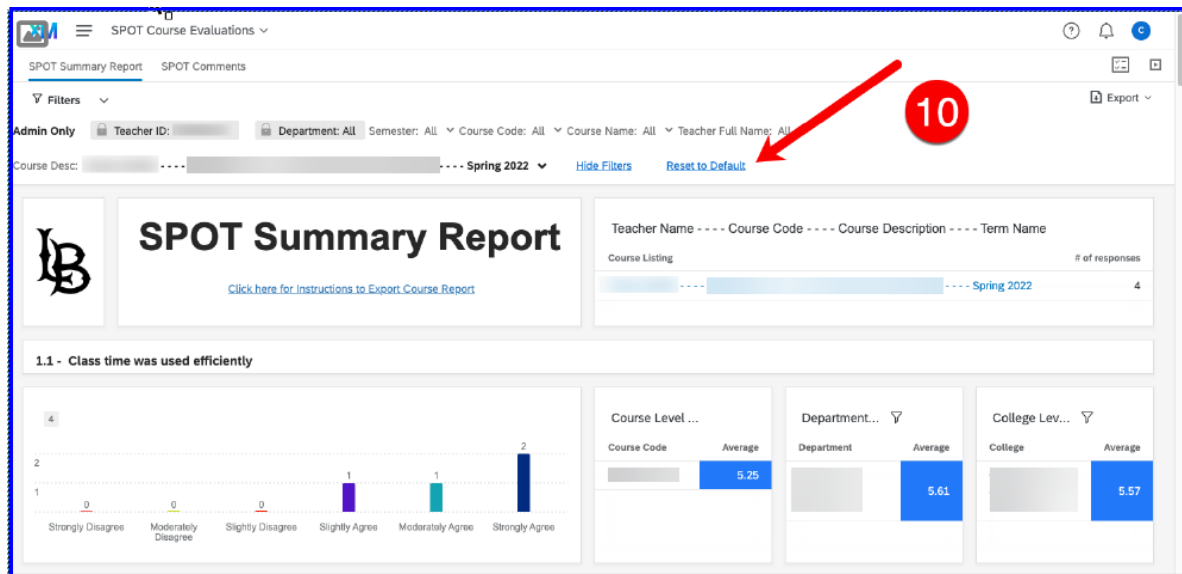 XM SPOT Course Evaluations C
SPOT Summary Report SPOT Comments
Filters Export
10
Admin Only Teacher ID: Department: All Semester: All Course Code: All Course Name: All Teacher Full Name: All
Course Desc: - - - - - - - - Spring 2022 Hide Filters Reset to Default
LB
SPOT Summary Report
Click here for Instructions to Export Course Report
Teacher Name - - - - Course Code - - - - Course Description - - - - Term Name
Course Listing # of responses
- - - - - - - - Spring 2022 4
1.1 - Class time was used efficiently
4
2
1
0 0 0 1 1 2
Strongly Disagree Moderately Disagree Slightly Disagree Slightly Agree Moderately Agree Strongly Agree
Course Level ...
Course Code Average
5.25
Department...
Department Average
5.61
College Lev...
College Average
5.57